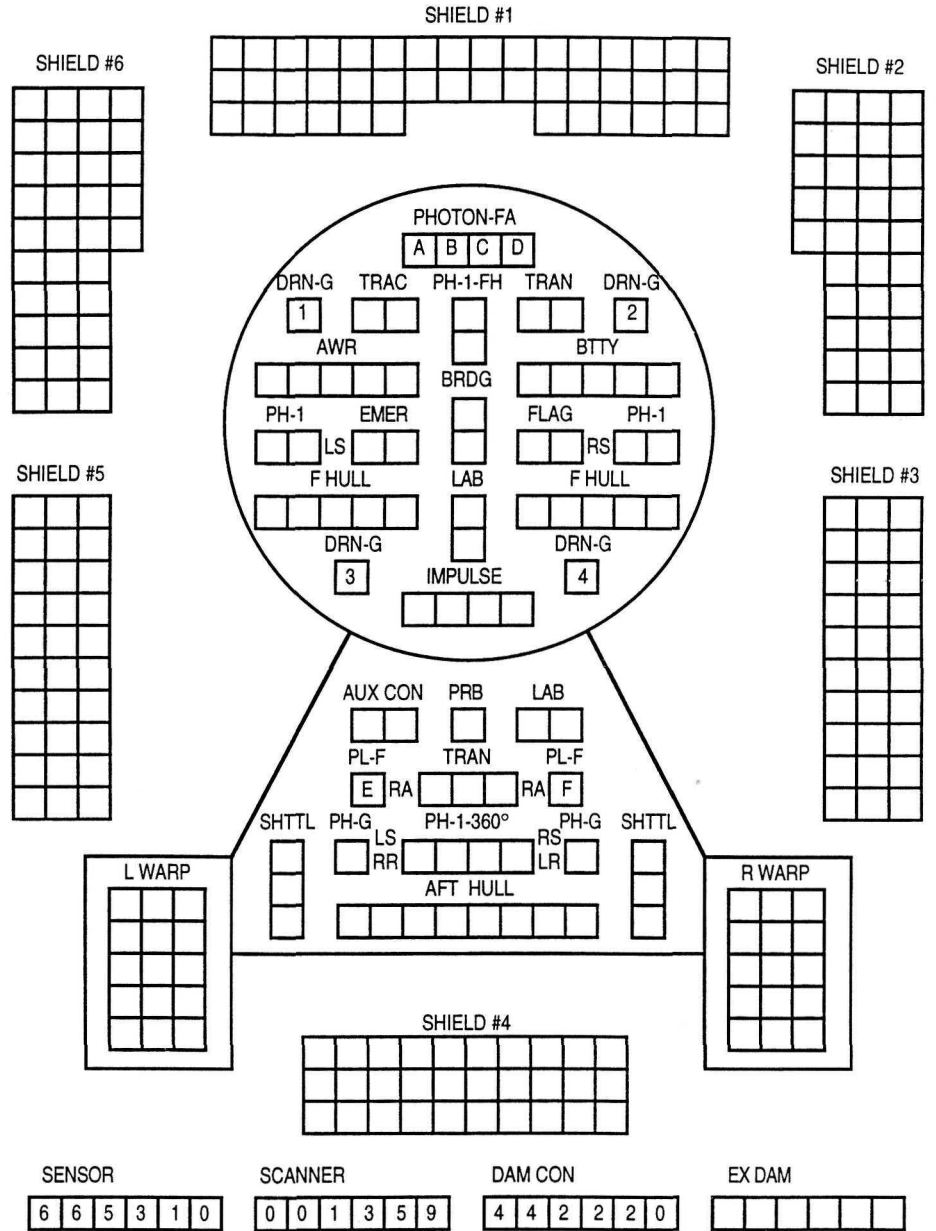 SHIELD #1
SHIELD #6
SHIELD #2
PHOTON-FA
A B C D
DRN-G TRAC PH-1-FH TRAN DRN-G
1 2
AWR BTTY
BRDG
PH-1 EMER FLAG PH-1
LS RS
SHIELD #5 F HULL LAB F HULL SHIELD #3
DRN-G DRN-G
3 IMPULSE 4
AUX CON PRB LAB
PL-F TRAN PL-F
E RA RA F
SHTTL PH-G PH-1-360° PH-G SHTTL
LS RS
RR LR
L WARP AFT HULL R WARP
SHIELD #4
SENSOR SCANNER DAM CON EX DAM
6 6 5 3 1 0 0 0 1 3 5 9 4 4 2 2 2 0